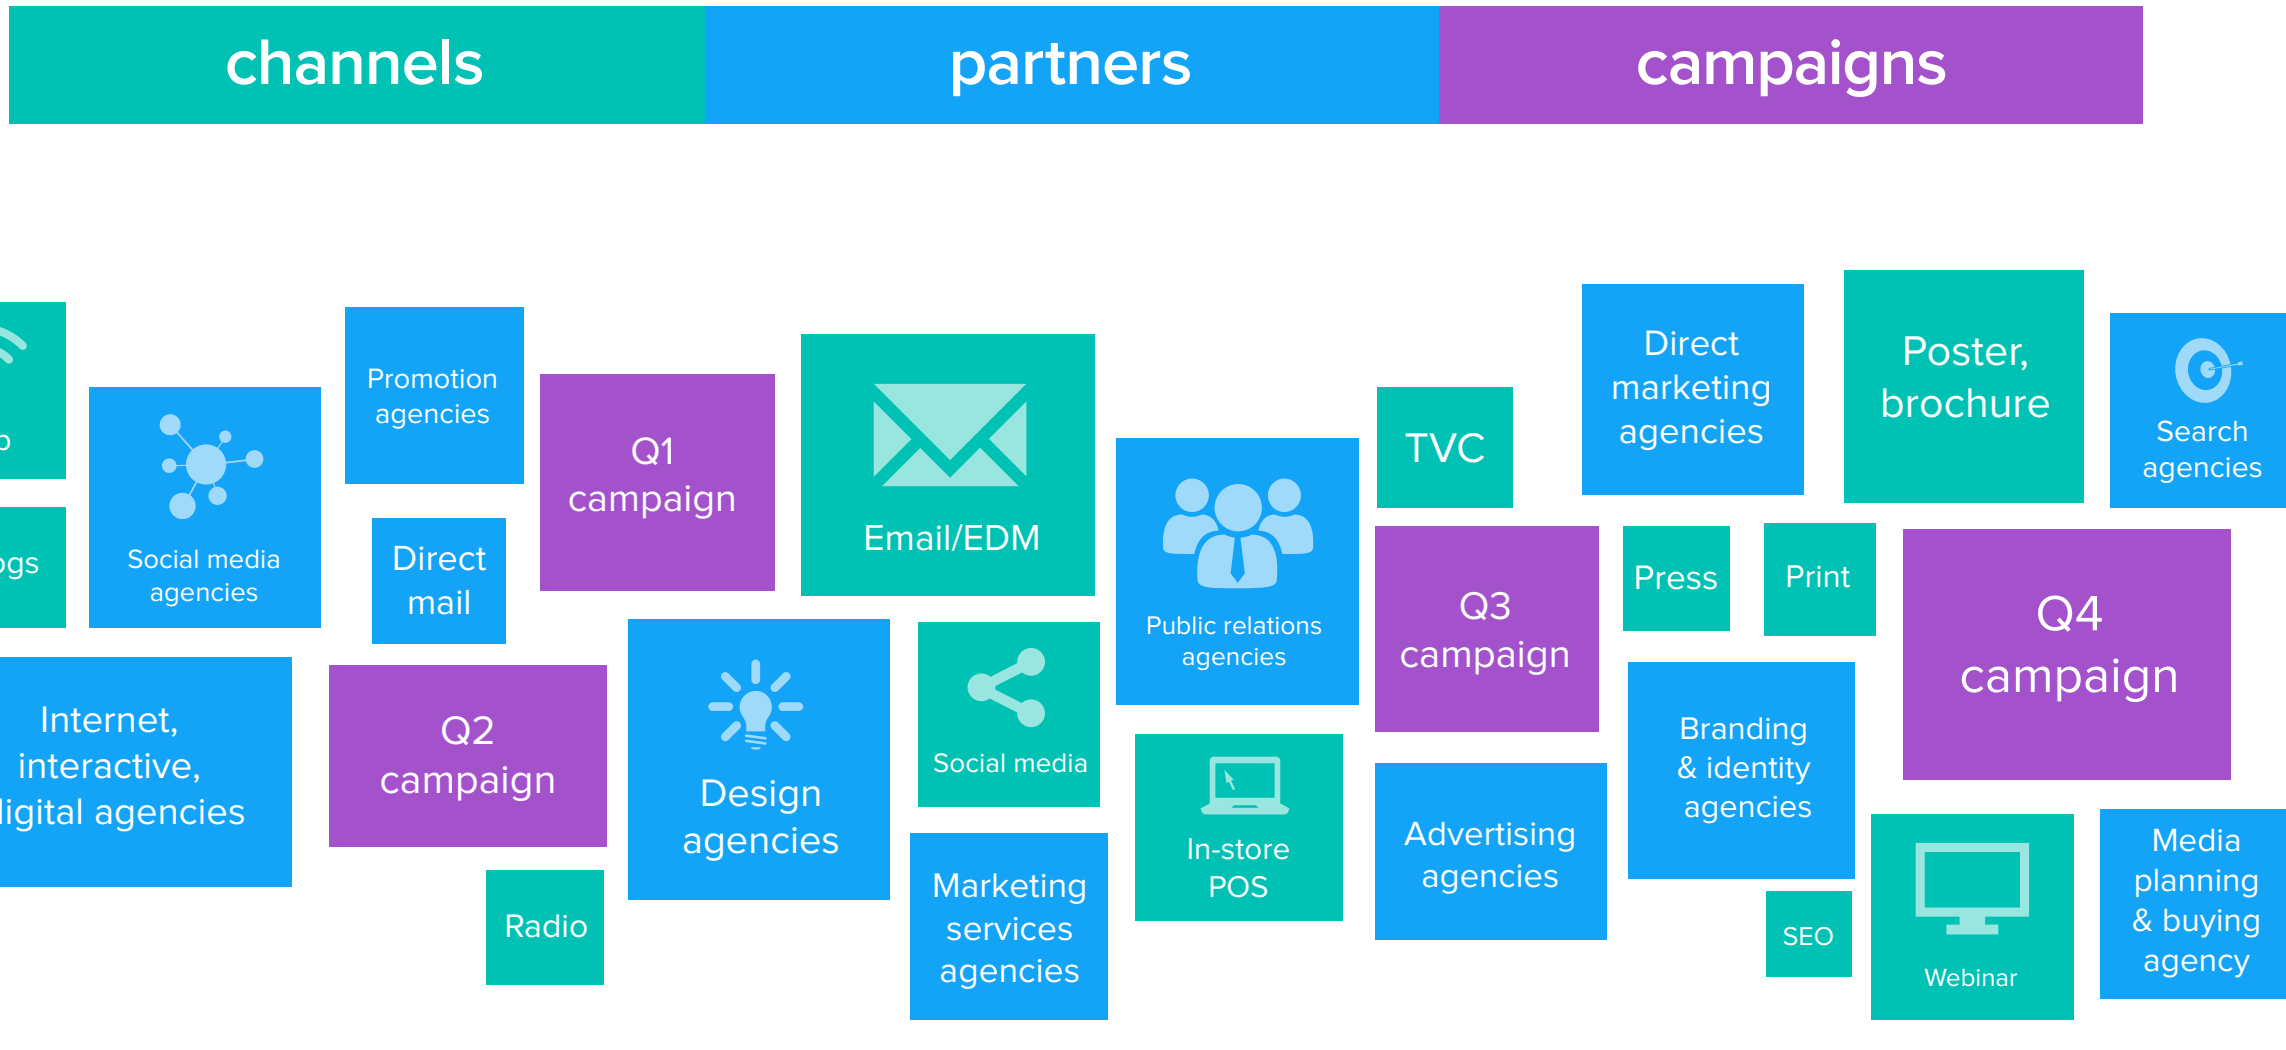 channels
partners
campaigns
Social media
agencies
Promotion
agencies
Direct
mail
Q1
campaign
Email/EDM
Public relations
agencies
TVC
Direct
marketing
agencies
Poster,
brochure
Search
agencies
Internet,
interactive,
agencies
Q2
campaign
Radio
Design
agencies
Social media
Marketing
services
agencies
In-store
POS
Q3
campaign
Press
Print
Q4
campaign
Advertising
agencies
Branding
& identity
agencies
SEO
Webinar
Media
planning
& buying
agency